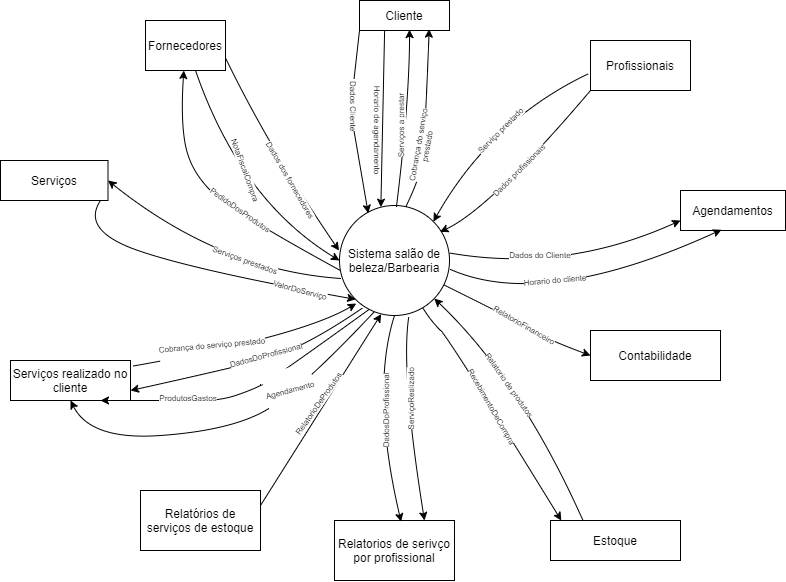 Cliente
Fornecedores
Profissionais
Dados Cliente
Horario de agendamento
Serviços a prestar
Cobrança do serviço
prestado
Serviço prestado
Dados profissionais
NotaFiscalCompra
Dados dos fornecedores
PedidoDosProdutos
Serviços
Agendamentos
Serviços prestados
ValorDoServiço
Sistema salão de
beleza/Barbearia
Dados do Cliente
Horario do cliente
RelatorioFinanceiro
Contabilidade
Cobrança do serviço prestado
DadosDoProfissional
Serviços realizado no
cliente
ProdutosGastos
Agendamento
RelatorioDeProdutos
DadosDoProfissional
ServiçoRealizado
RecebimentoDeCompra
Relatorio de produtos
Relatórios de
serviços de estoque
Relatorios de serivço
por profissional
Estoque